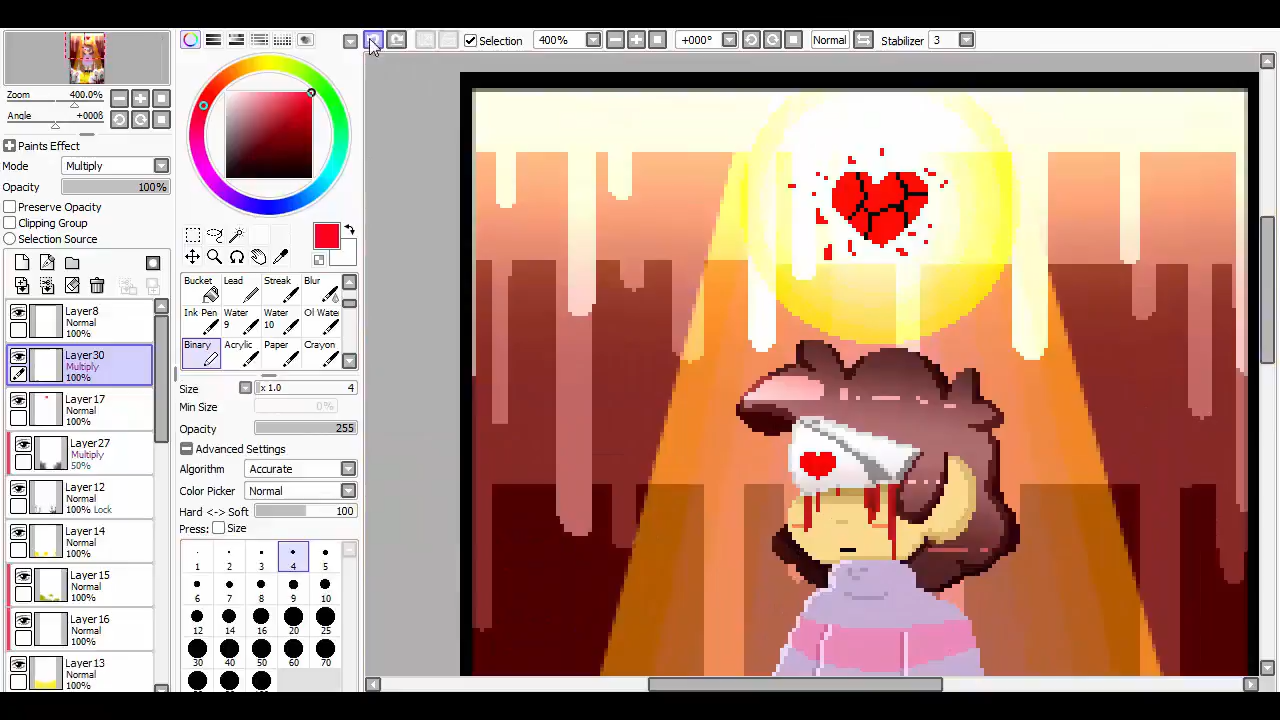 Selection 400% +000° Normal Stabilizer 3
Zoom 400.0%
Angle +000§
Paints Effect
Mode Multiply
Opacity 100%
Preserve Opacity
Clipping Group
Selection Source
Layer8
Normal
100%
Layer30
Multiply
100%
Layer17
Normal
100%
Layer27
Multiply
50%
Layer12
Normal
100% Lock
Layer14
Normal
100%
Layer15
Normal
100%
Layer16
Normal
100%
Layer13
Normal
100%
Bucket Lead Streak Blur
Ink Pen Water 9 Water 10 Oil Wate
Binary Acrylic Paper Crayon
Size x 1.0 4
Min Size 0%
Opacity 255
Advanced Settings
Algorithm Accurate
Color Picker Normal
Hard <-> Soft 100
Press: Size
1 2 3 4 5
6 7 8 9 10
12 14 16 20 25
30 40 50 60 70